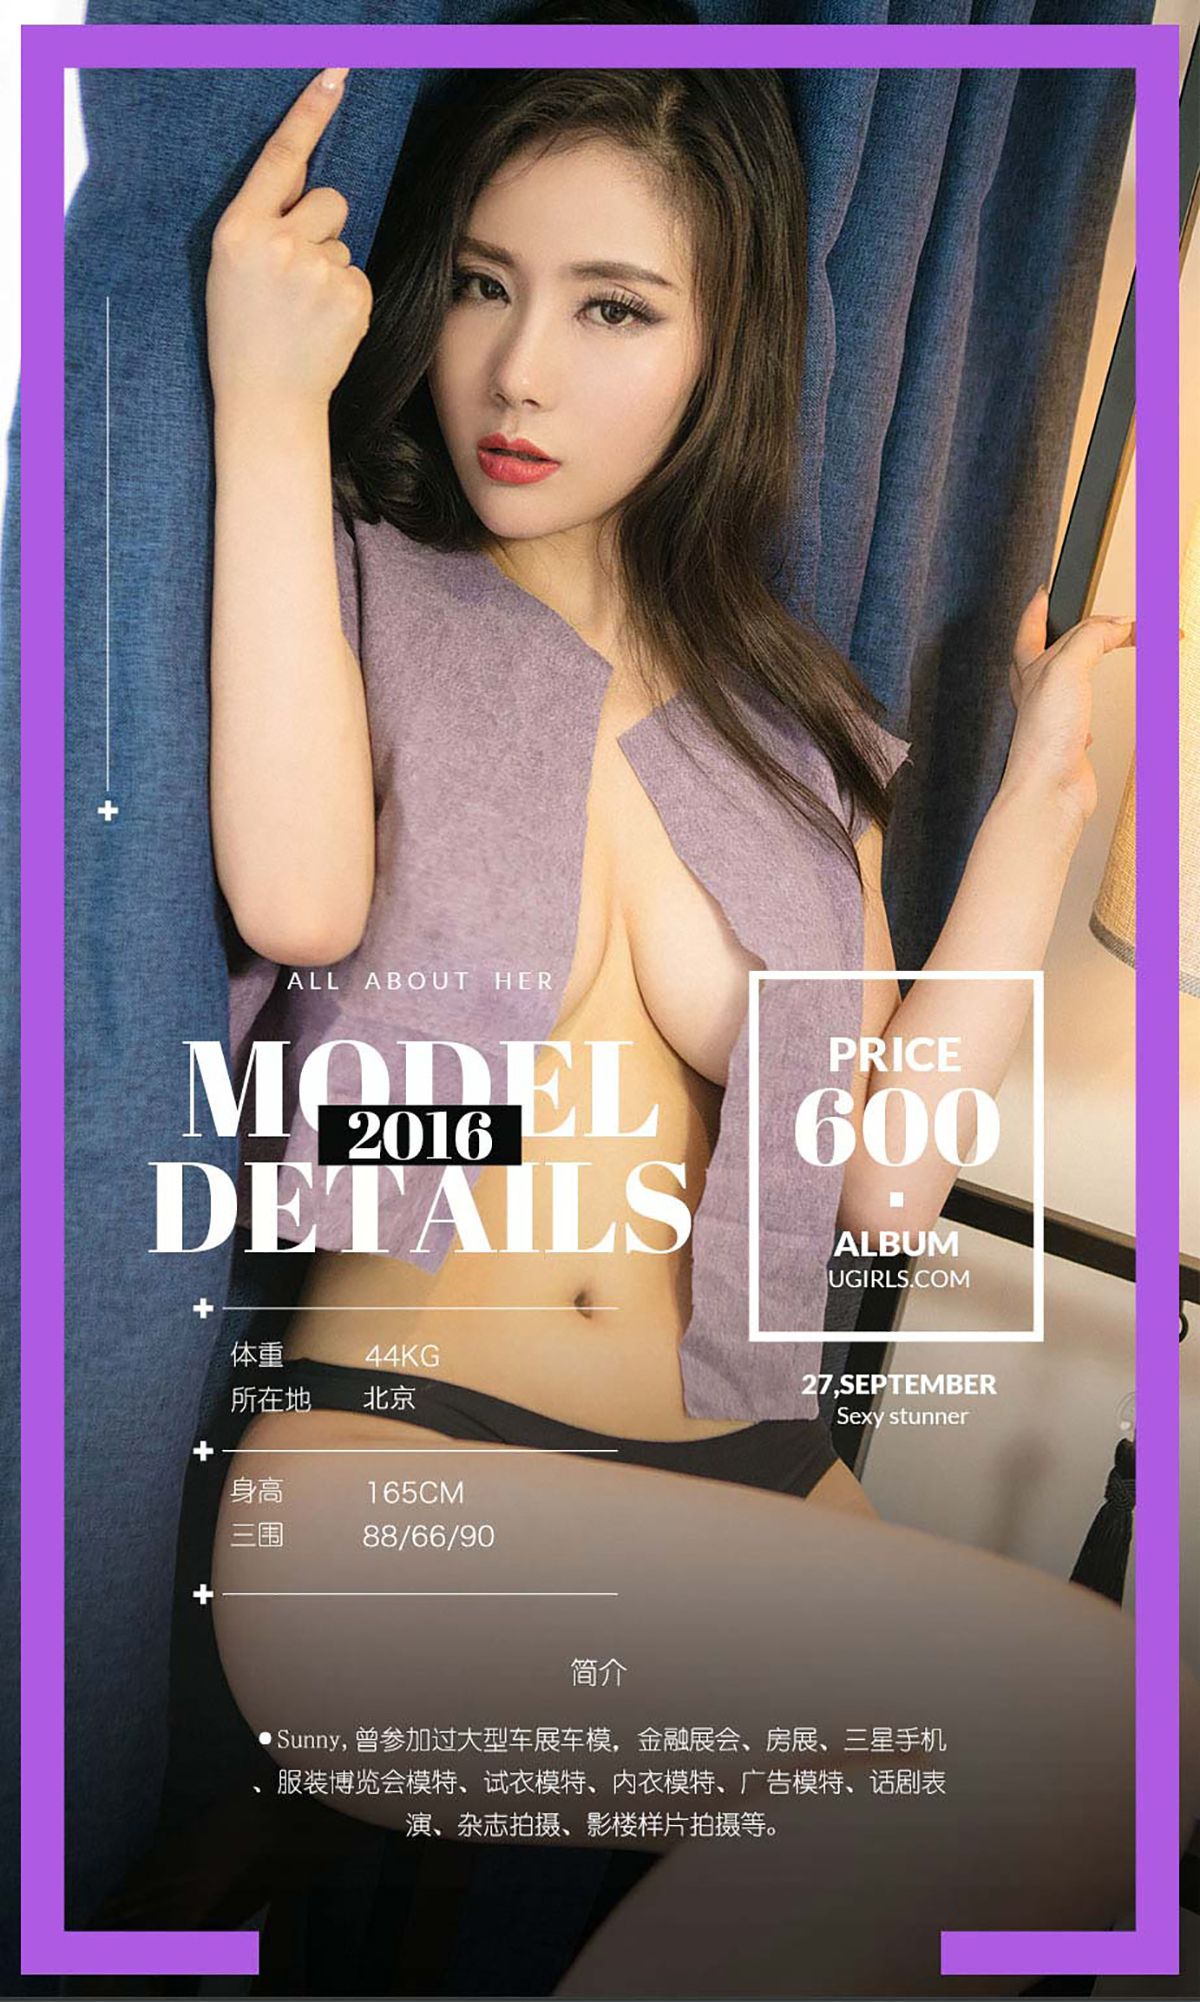 ALL ABOUT HER
MODEL
2016
DETAILS
PRICE
600
ALBUM
UGIRLS.COM
27,SEPTEMBER
Sexy stunner
体重 44KG
所在地 北京
身高 165CM
三围 88/66/90
简介
●Sunny,曾参加过大型车展车模，金融展会、房展、三星手机
、服装博览会模特、试衣模特、内衣模特、广告模特、话剧表
演、杂志拍摄、影楼样片拍摄等。